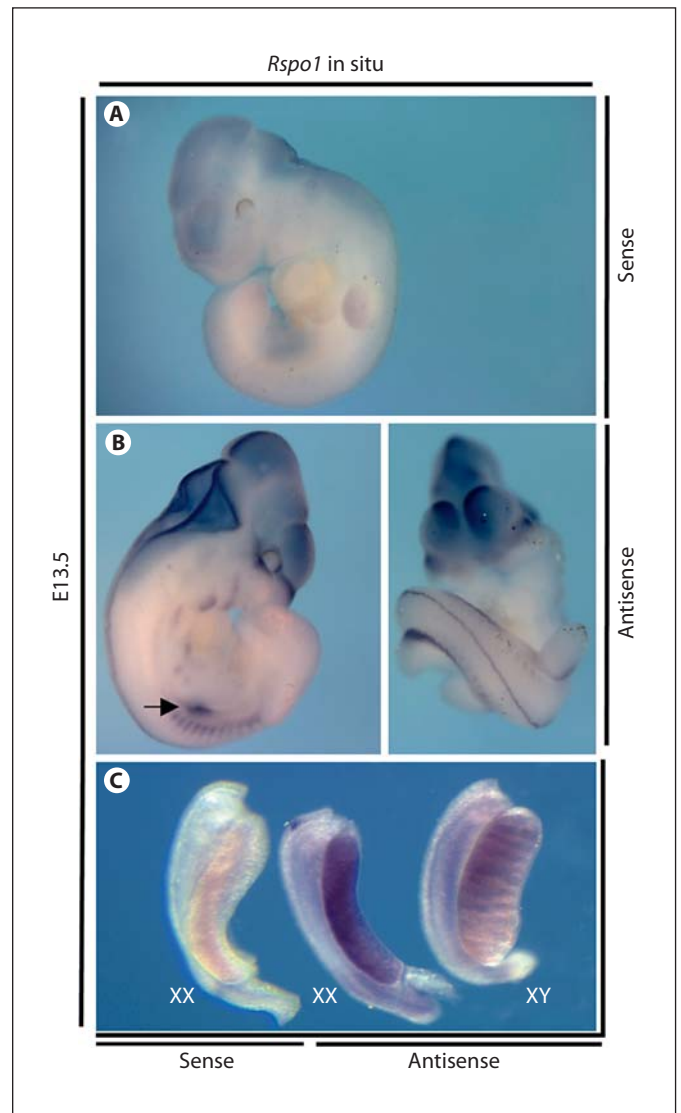 Rspo1 in situ
A
Sense
B
Antisense
E13.5
C
XX
XX
XY
Sense
Antisense